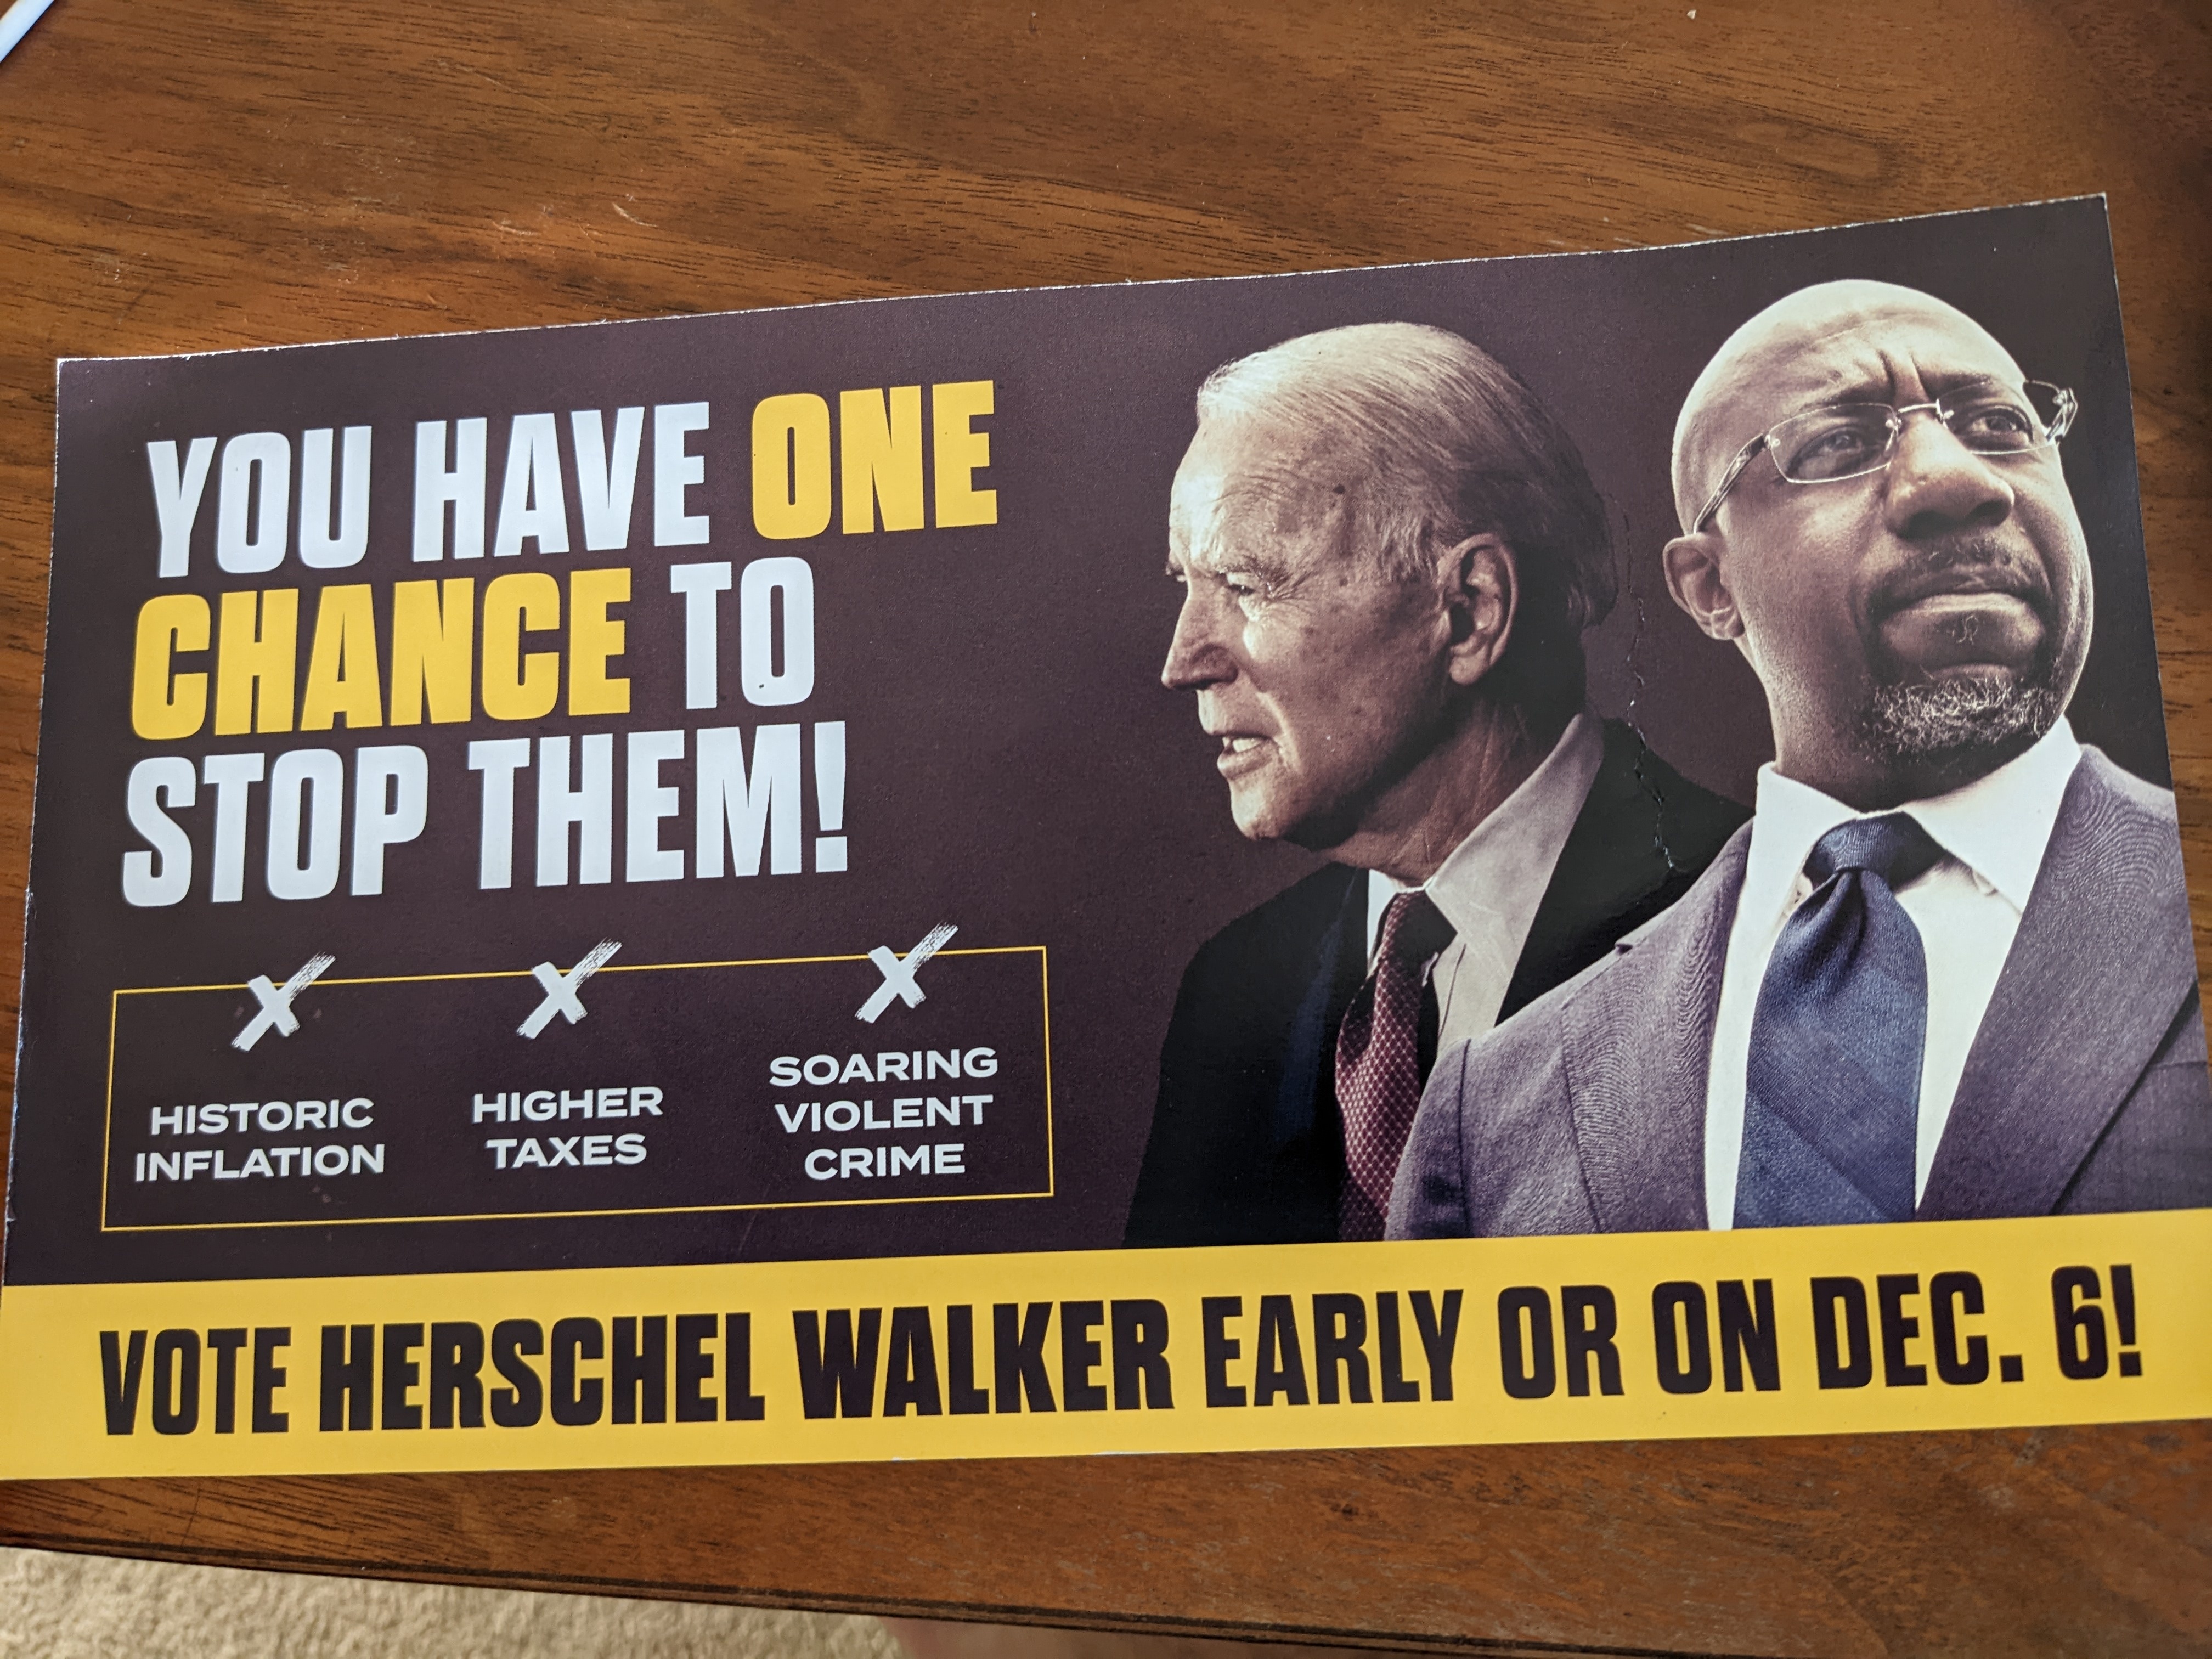 YOU HAVE ONE
CHANCE TO
STOP THEM!
HISTORIC
INFLATION
HIGHER
TAXES
SOARING
VIOLENT
CRIME
VOTE HERSCHEL WALKER EARLY OR ON DEC. 6!